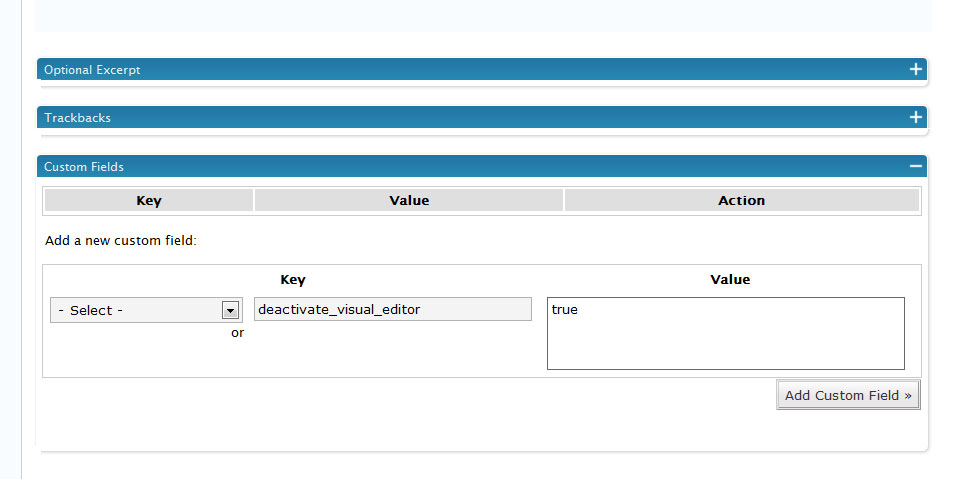 Optional Excerpt
Trackbacks
Custom Fields
Key Value Action
Add a new custom field:
Key Value
- Select - deactivate_visual_editor true
or
Add Custom Field »